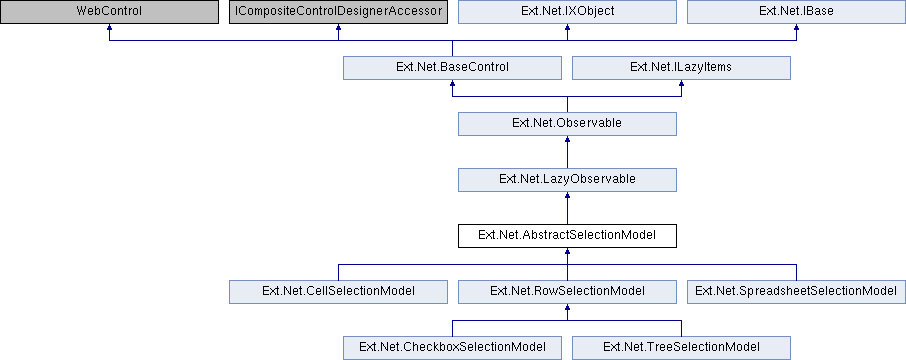 WebControl
ICompositeControlDesignerAccessor
Ext.Net.IXObject
Ext.Net.IBase
Ext.Net.BaseControl
Ext.Net.ILazyItems
Ext.Net.Observable
Ext.Net.LazyObservable
Ext.Net.AbstractSelectionModel
Ext.Net.CellSelectionModel
Ext.Net.RowSelectionModel
Ext.Net.SpreadsheetSelectionModel
Ext.Net.CheckboxSelectionModel
Ext.Net.TreeSelectionModel